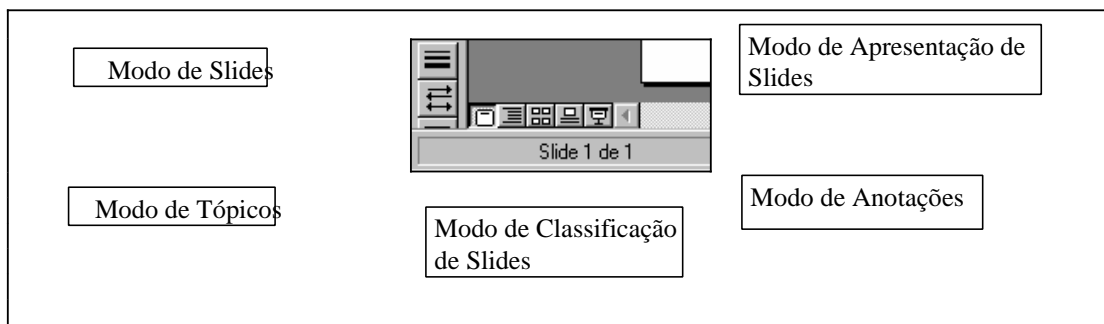 Modo de Slides
Modo de Apresentação de
Slides
Slide 1 de 1
Modo de Tópicos
Modo de Classificação
de Slides
Modo de Anotações